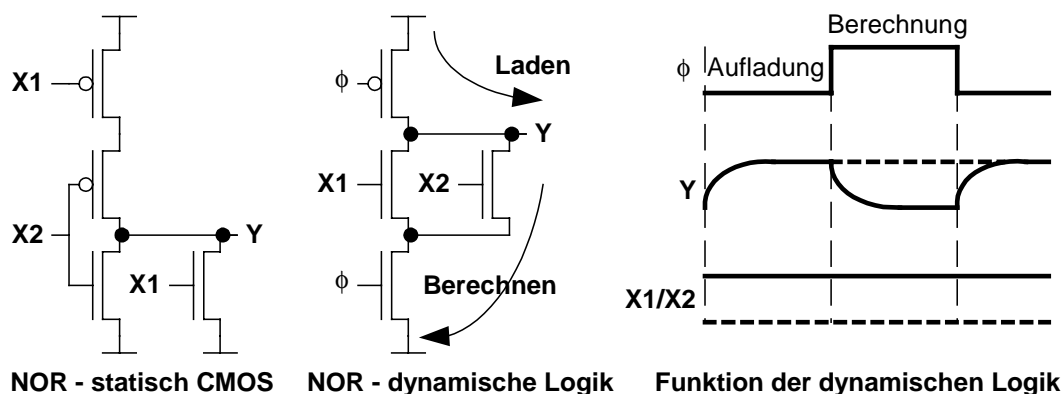 X1
X2
Y
X1
NOR - statisch CMOS
ϕ
Laden
Y
X1
X2
ϕ
Berechnen
NOR - dynamische Logik
Berechnung
ϕ
Aufladung
Y
X1/X2
Funktion der dynamischen Logik